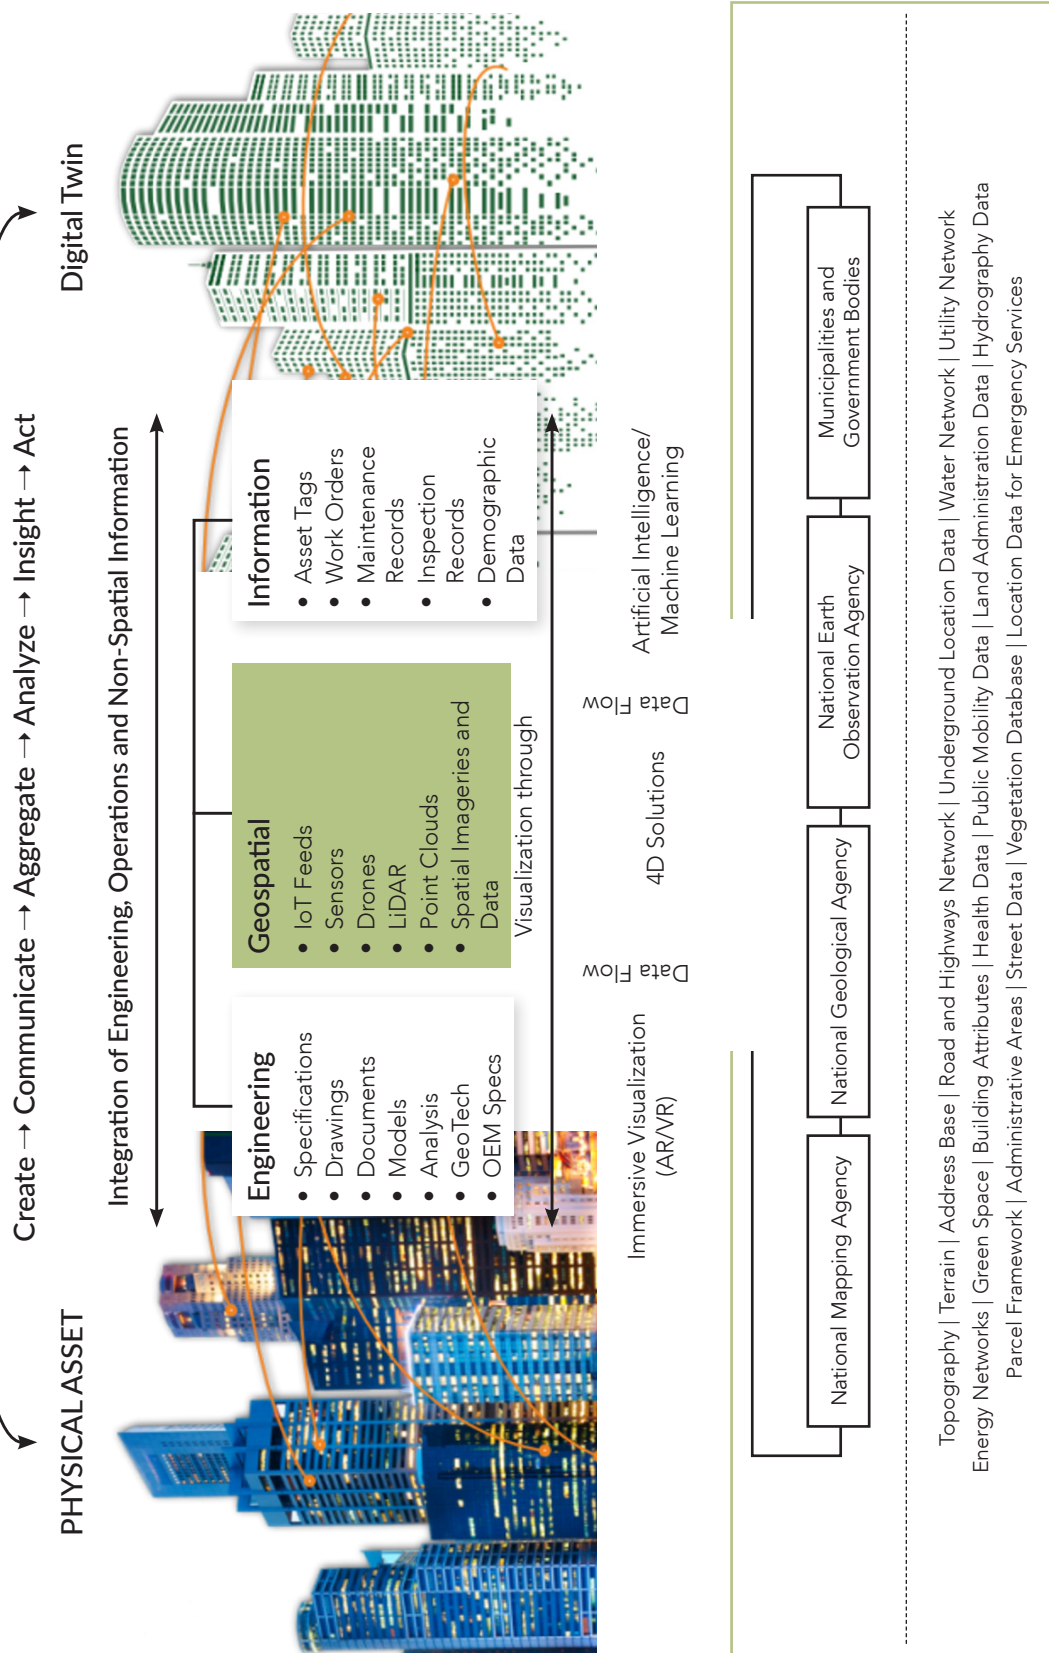 Create → Communicate → Aggregate → Analyze → Insight → Act
PHYSICAL ASSET
Digital Twin
Integration of Engineering, Operations and Non-Spatial Information
Engineering
• Specifications
• Drawings
• Documents
• Models
• Analysis
• GeoTech
• OEM Specs
Geospatial
• IoT Feeds
• Sensors
• Drones
• LiDAR
• Point Clouds
• Spatial Imageries and
Data
Information
• Asset Tags
• Work Orders
• Maintenance
Records
• Inspection
Records
• Demographic
Data
Visualization through
Immersive Visualization
(AR/VR)
Data Flow
4D Solutions
Data Flow
Artificial Intelligence/
Machine Learning
National Mapping Agency
National Geological Agency
National Earth
Observation Agency
Municipalities and
Government Bodies
Topography | Terrain | Address Base | Road and Highways Network | Underground Location Data | Water Network | Utility Network
Energy Networks | Green Space | Building Attributes | Health Data | Public Mobility Data | Land Administration Data | Hydrography Data
Parcel Framework | Administrative Areas | Street Data | Vegetation Database | Location Data for Emergency Services